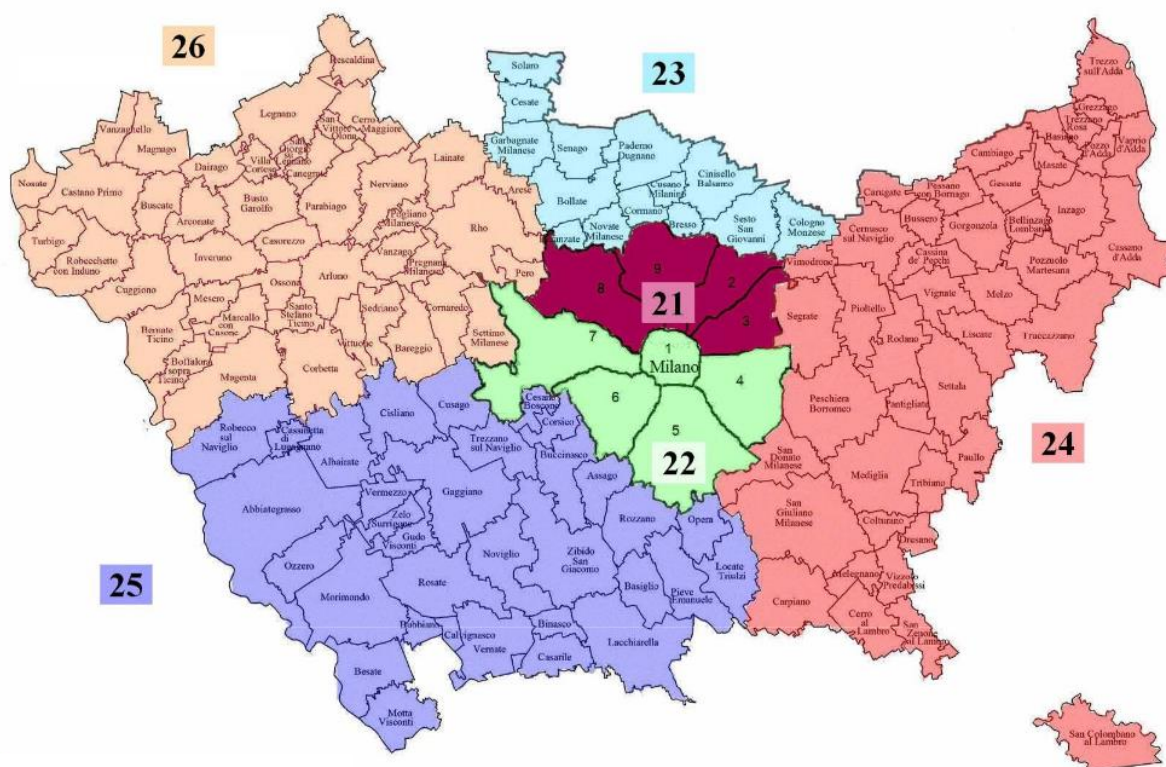 26
23
Rescaldina
Solaro
Trezzo
sull'Adda
Cesate
Legnano
San
Vittore
Olona
Cerro
Maggiore
Vanzaghello
Magnago
Garbagnate
Milanese
Senago
Paderno
Dugnano
Grezzago
Trezzano
Rosa
Basiano
Pozzo
d'Adda
Vaprio
d'Adda
Dairago
Villa
Cortese
Canegrate
Lainate
Cambiago
Masate
Nosate
Castano Primo
Buscate
Arconate
Busto
Garolfo
Parabiago
Nerviano
Arese
Bollate
Cusano
Milanino
Cinisello
Balsamo
Carugate
Pessano
con Bornago
Gessate
Inzago
Pogliano
Milanese
Rho
Novate
Milanese
Cormano
Bresso
Sesto
San
Giovanni
Cologno
Monzese
Cernusco
sul Naviglio
Bussero
Gorgonzola
Bellinzago
Lombardo
Turbigo
Robecchetto
con Induno
Casorezzo
Vanzago
Pregnana
Milanese
Pero
Vimodrone
Cassina
de' Pecchi
Pozzuolo
Martesana
Cassano
d'Adda
Cuggiono
Inveruno
Ossona
Arluno
8
9
2
Mesero
Marcallo
con
Casone
Santo
Stefano
Ticino
Sedriano
Cornaredo
21
3
Segrate
Pioltello
Vignate
Melzo
Bernate
Ticino
Vittuone
Bareggio
Settimo
Milanese
7
1
Milano
Rodano
Liscate
Truccazzano
Boffalora
sopra
Ticino
Magenta
Corbetta
6
4
Peschiera
Borromeo
Pantigliate
Settala
Robecco
sul
Naviglio
Cassinetta
di
Lugagnano
Cisliano
Cusago
Cesano
Boscone
Corsico
5
24
Albairate
Trezzano
sul Naviglio
Buccinasco
Assago
22
San
Donato
Milanese
Mediglia
Tribiano
Paullo
Abbiategrasso
Vermezzo
Zelo
Surrigone
Gudo
Visconti
Gaggiano
Rozzano
Opera
San
Giuliano
Milanese
Colturano
Dresano
25
Ozzero
Morimondo
Rosate
Noviglio
Zibido
San
Giacomo
Basiglio
Pieve
Emanuele
Locate
Triulzi
Carpiano
Melegnano
Vizzolo
Predabissi
Cerro
al
Lambro
San
Zenone
al Lambro
Bubbiano
Calvignasco
Vernate
Binasco
Casarile
Lacchiarella
Besate
Motta
Visconti
San Colombano
al Lambro